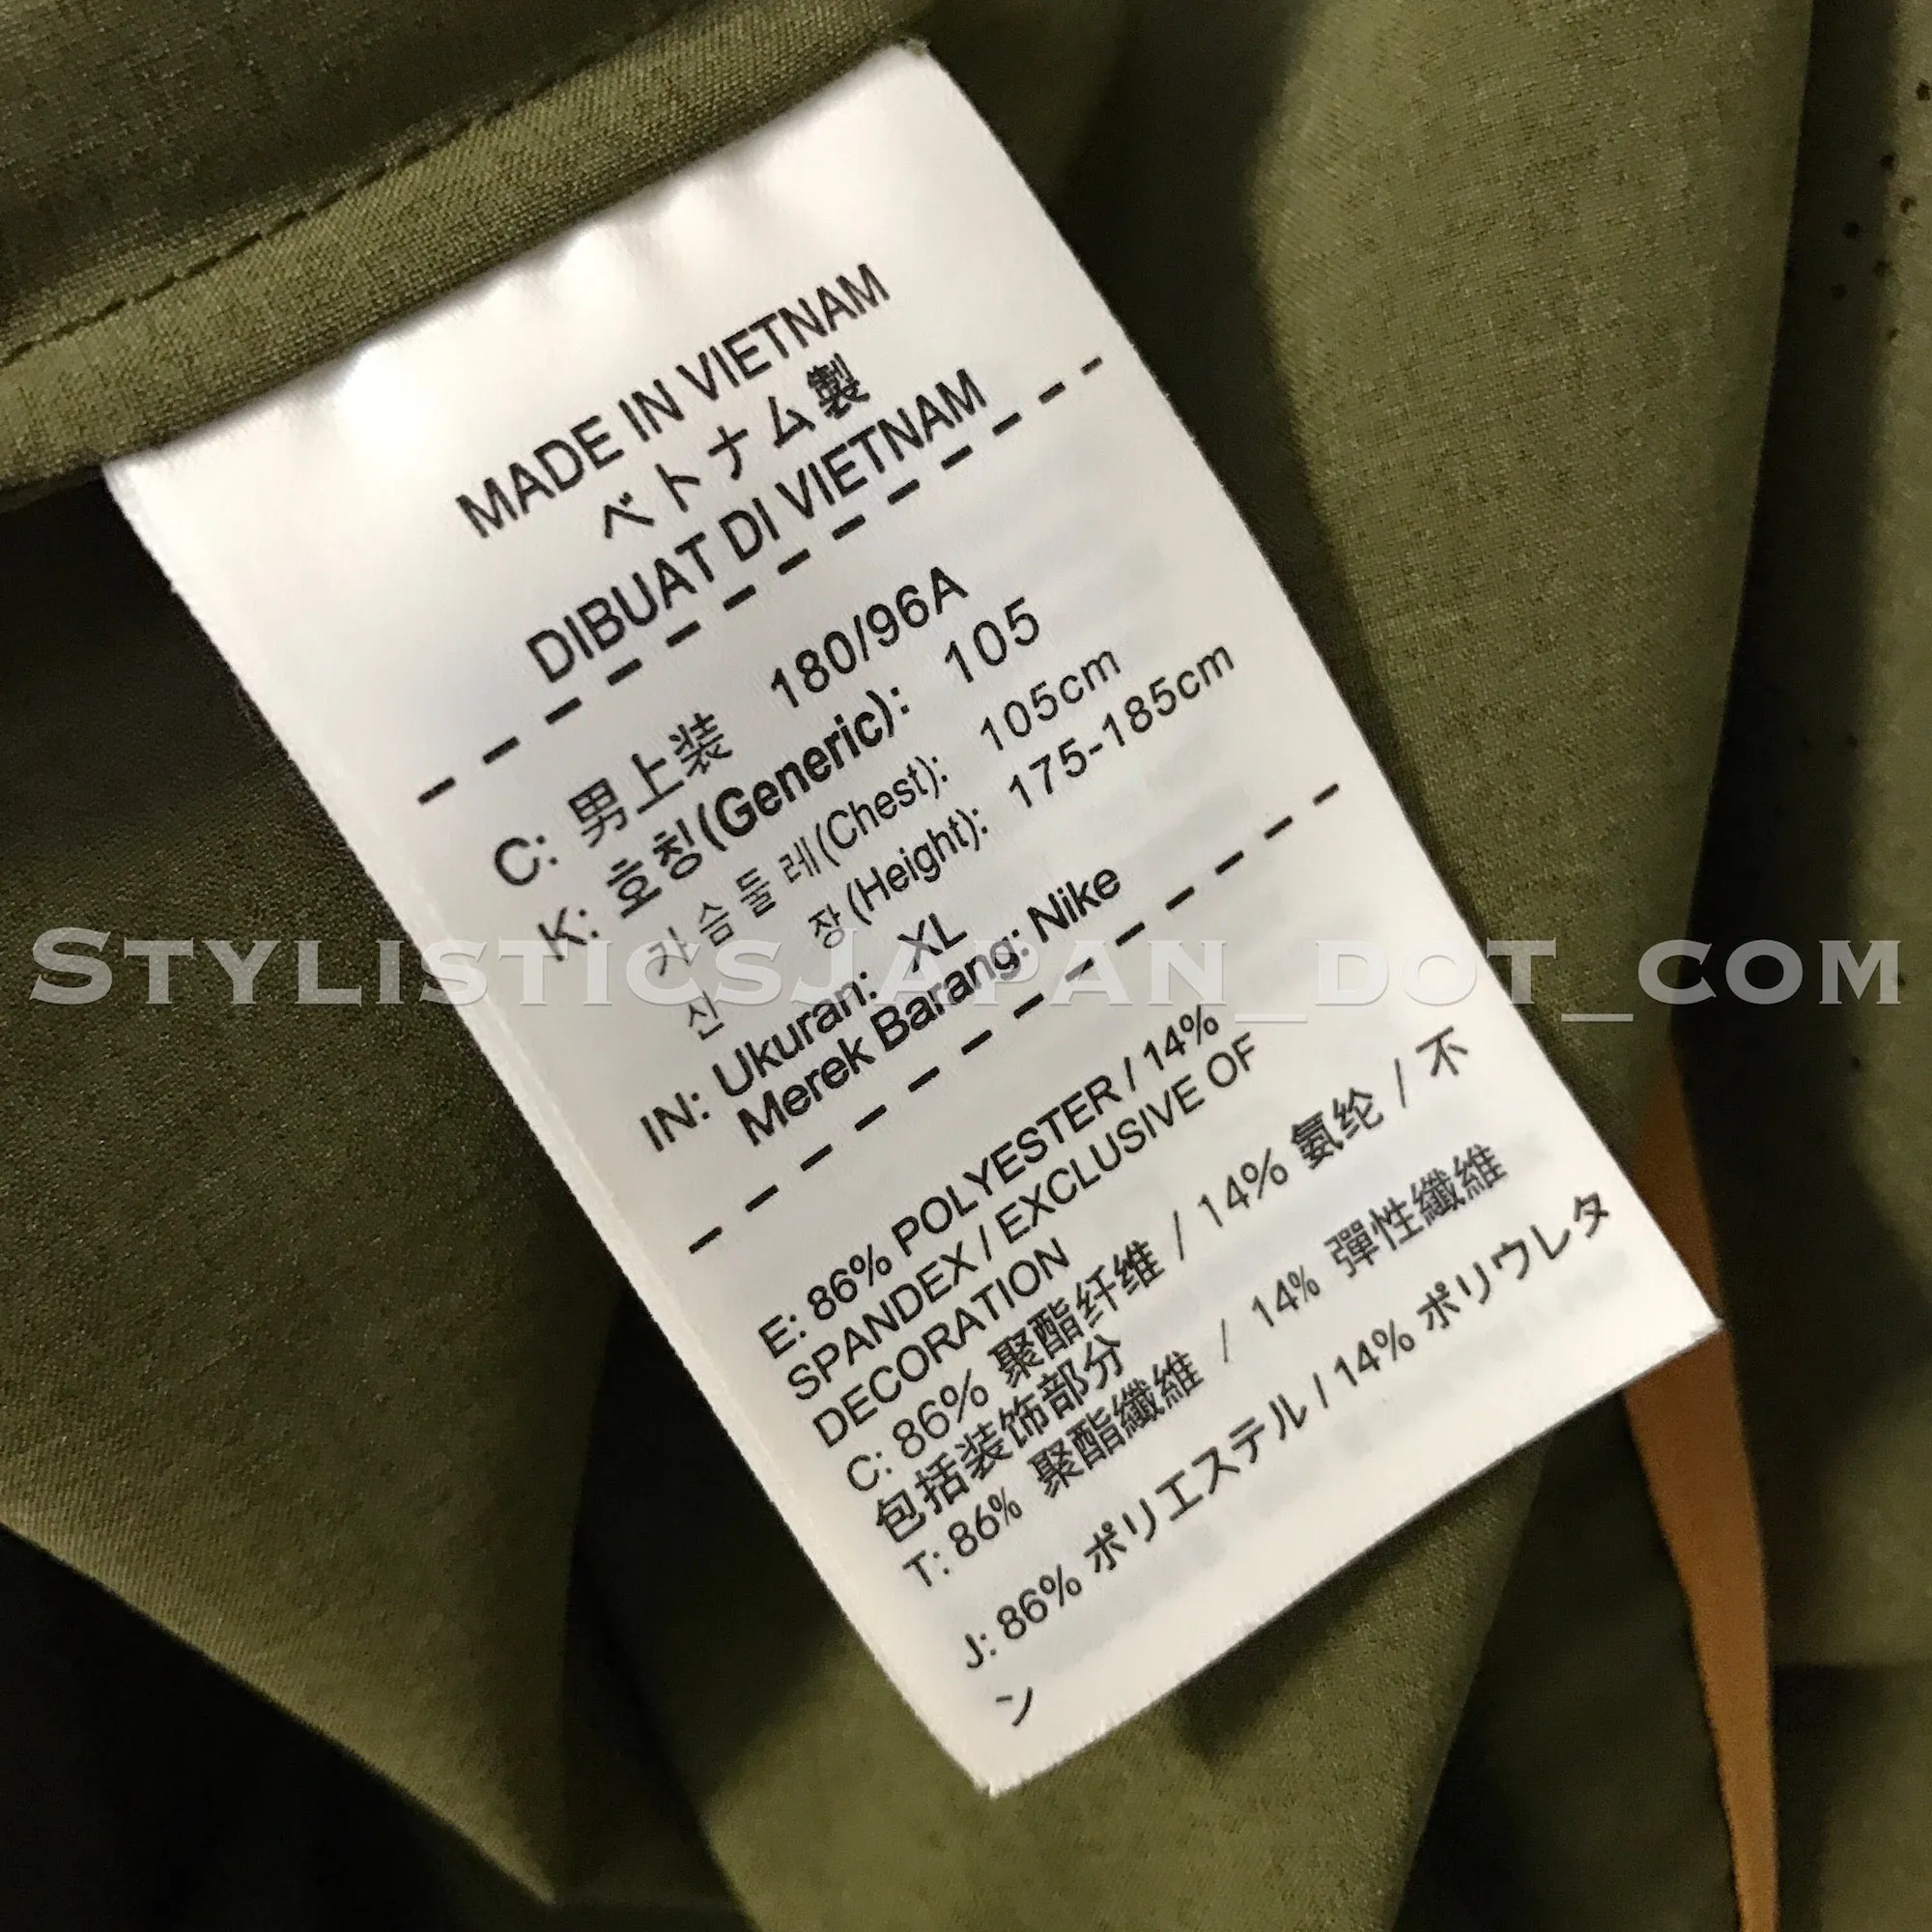 MADE IN VIETNAM
ベトナム製
DIBUAT DI VIETNAM
C: 男上装 180/96A
K: 호칭(Generic): 105
가슴둘레(Chest): 105cm
신 장(Height): 175-185cm
IN: Ukuran: XL
Merek Barang: Nike
STYLISTICSJAPAN_DOT_COM
E: 86% POLYESTER / 14%
SPANDEX / EXCLUSIVE OF
DECORATION
C: 86% 聚酯纤维 / 14% 氨纶 / 不
包括装饰部分
T: 86% 聚酯纖維 / 14% 彈性纖維
J: 86% ポリエステル / 14% ポリウレタ
ン